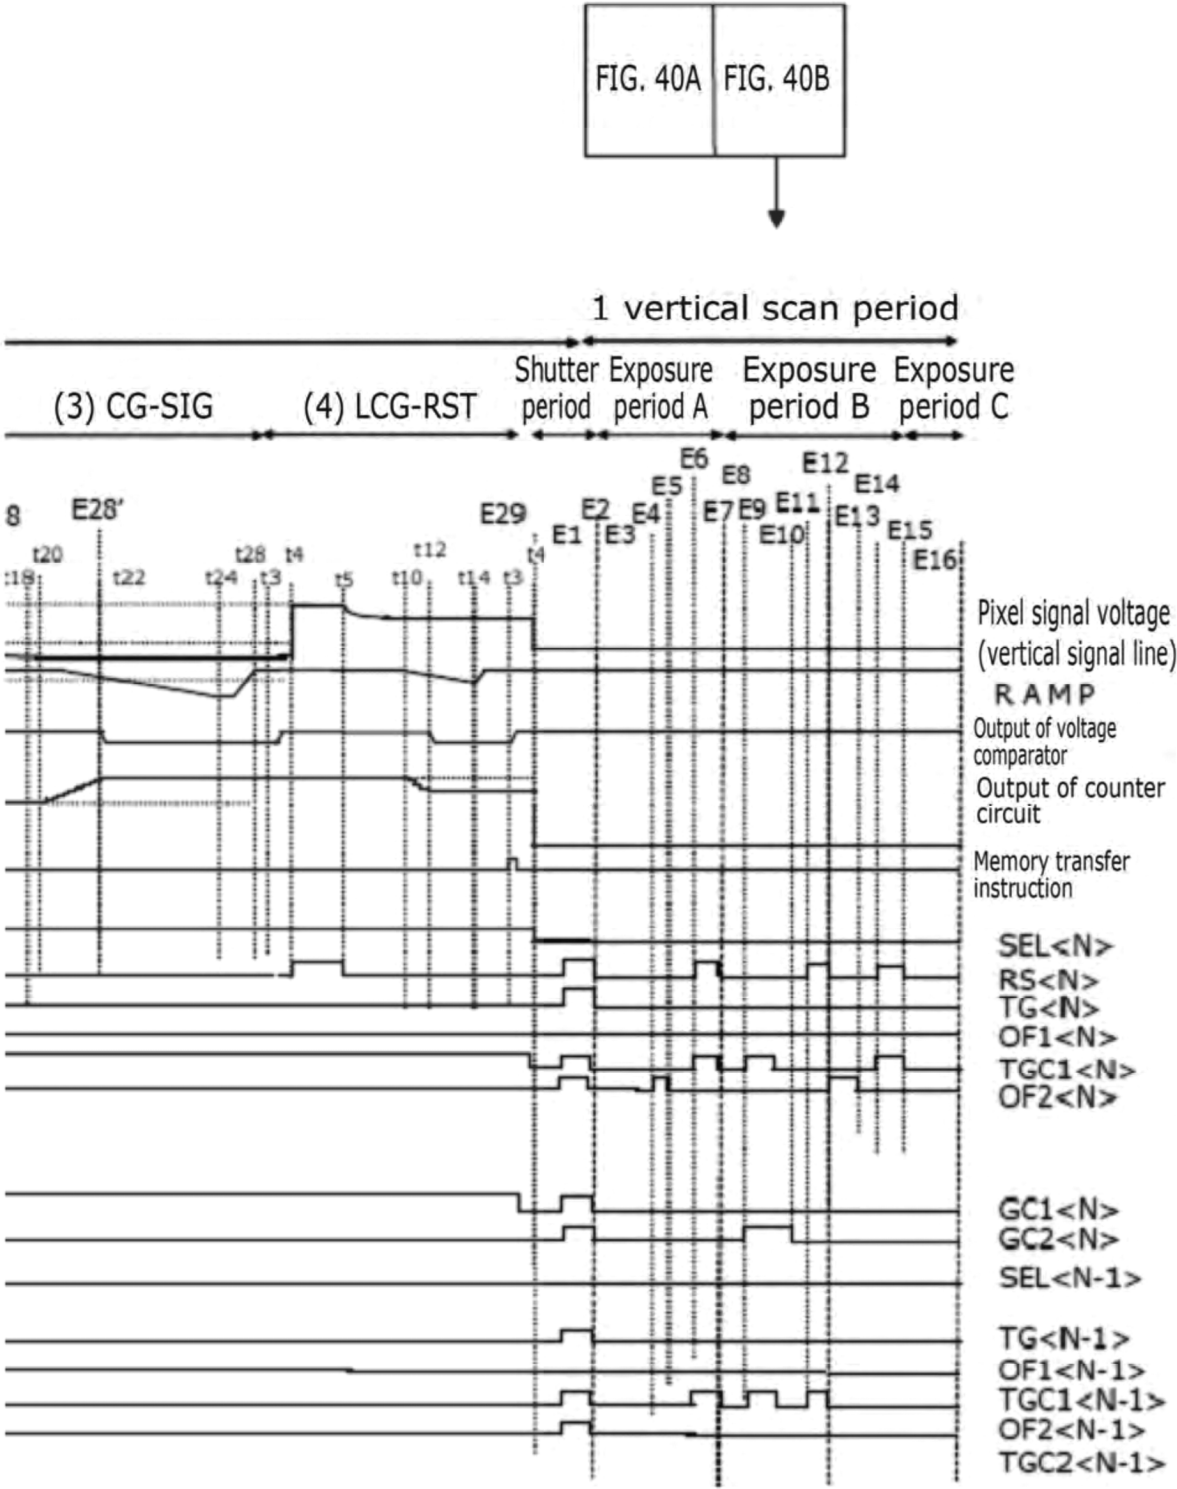 FIG. 40A
FIG. 40B
1 vertical scan period
(3) CG-SIG
(4) LCG-RST
Shutter period
Exposure period A
Exposure period B
Exposure period C
8
E28'
E29
E1
E2
E3
E4
E5
E6
E7
E8
E9
E10
E11
E12
E13
E14
E15
E16
t18
t20
t22
t24
t28
t3
t4
t5
t10
t12
t14
t3
t4
Pixel signal voltage
(vertical signal line)
RAMP
Output of voltage
comparator
Output of counter
circuit
Memory transfer
instruction
SEL<N>
RS<N>
TG<N>
OF1<N>
TGC1<N>
OF2<N>
GC1<N>
GC2<N>
SEL<N-1>
TG<N-1>
OF1<N-1>
TGC1<N-1>
OF2<N-1>
TGC2<N-1>